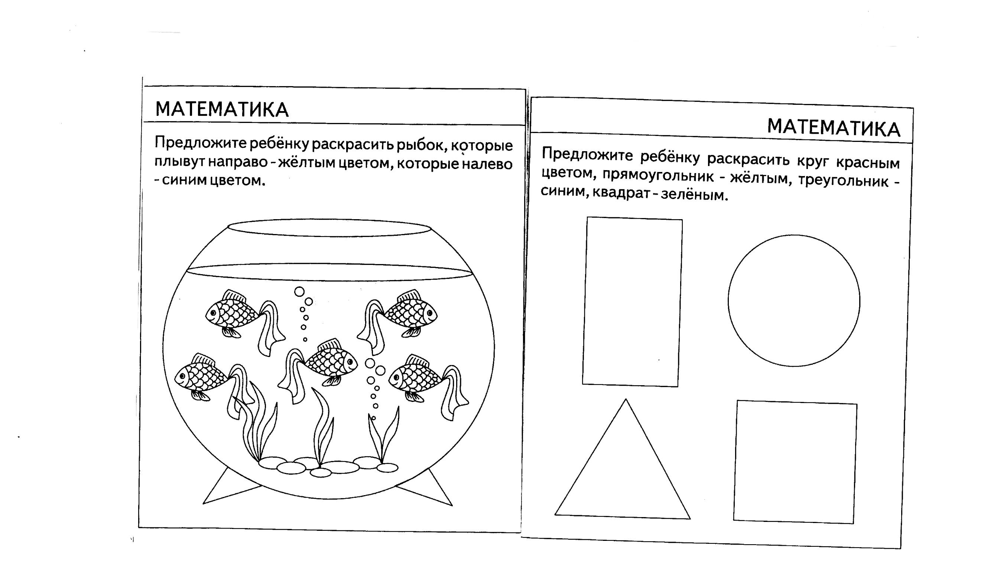 МАТЕМАТИКА
Предложите ребёнку раскрасить рыбок, которые
плывут направо - жёлтым цветом, которые налево
- синим цветом.
МАТЕМАТИКА
Предложите ребёнку раскрасить круг красным
цветом, прямоугольник - жёлтым, треугольник -
синим, квадрат - зелёным.